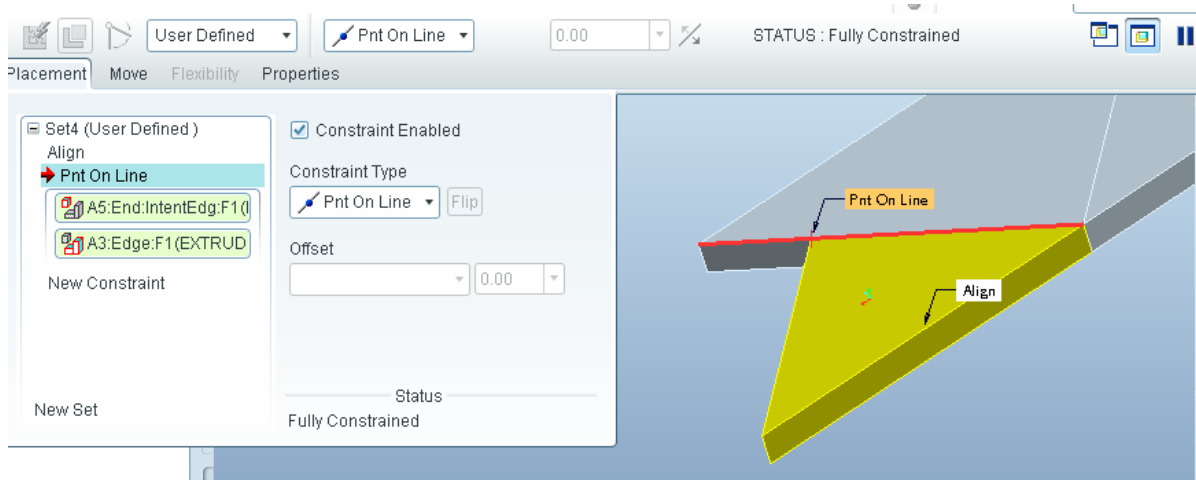 User Defined
Pnt On Line
0.00
STATUS : Fully Constrained
Placement Move Flexibility Properties
Set4 (User Defined )
Align
Pnt On Line
A5:End:IntentEdg:F1(
A3:Edge:F1(EXTRUD
New Constraint
New Set
Constraint Enabled
Constraint Type
Pnt On Line
Flip
Offset
0.00
Status
Fully Constrained
Pnt On Line
Align